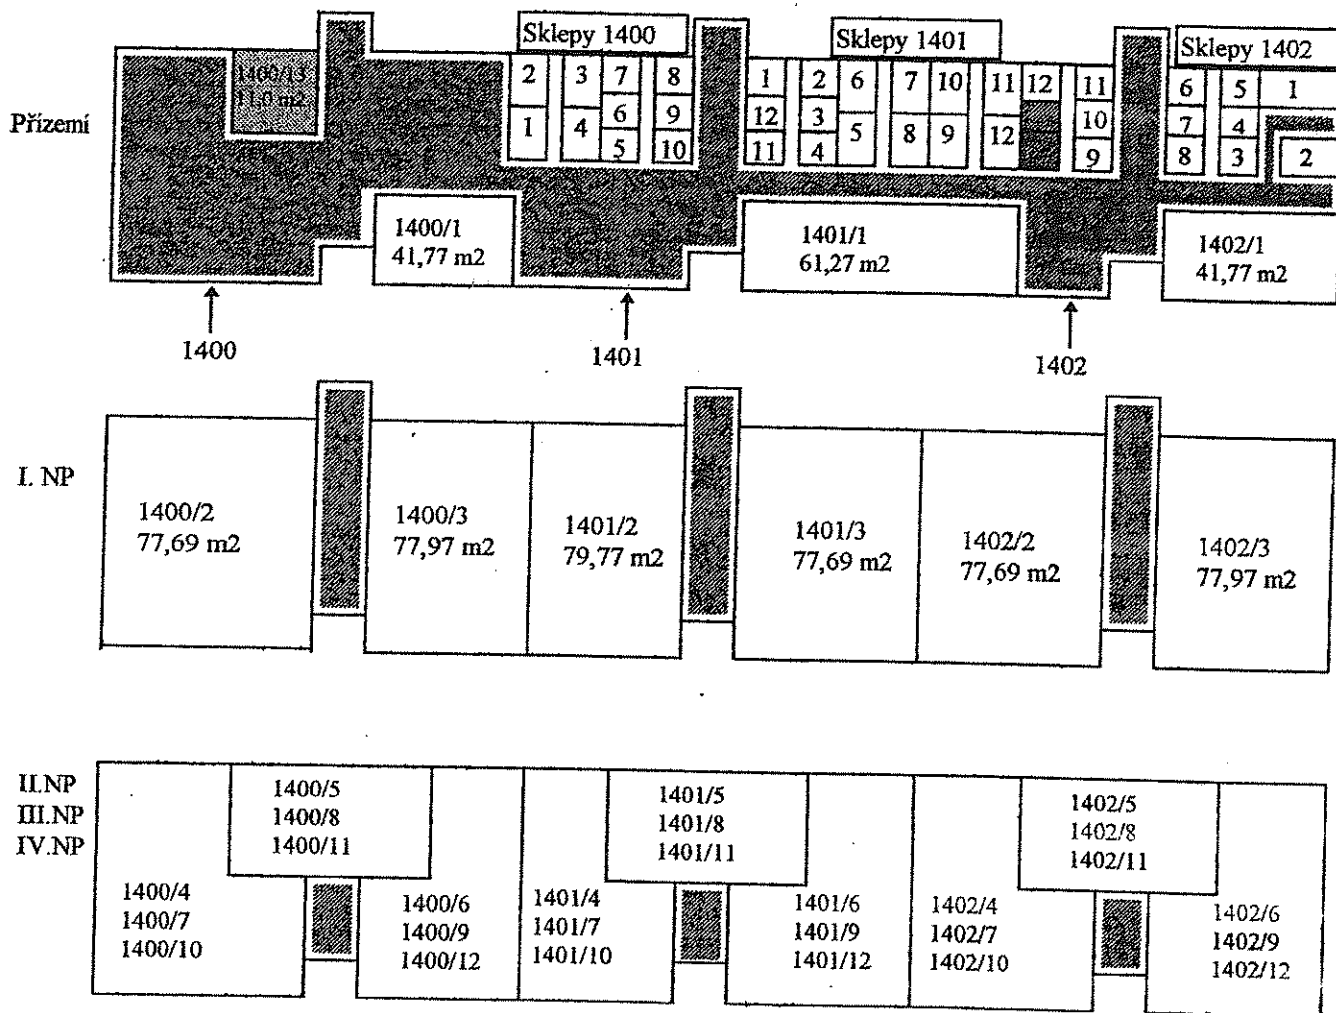 Sklepy 1400
Sklepy 1401
Sklepy 1402
Přízemí
1400/13
11,0 m2
2 3 7 8
1 4 6 9
5 10
1 2 6 7 10 11 12 11
12 3 5 8 9 12 10
11 4 9
6 5 1
7 4
8 3 2
1400/1
41,77 m2
1401/1
61,27 m2
1402/1
41,77 m2
1400
1401
1402
I. NP
1400/2
77,69 m2
1400/3
77,97 m2
1401/2
79,77 m2
1401/3
77,69 m2
1402/2
77,69 m2
1402/3
77,97 m2
II.NP
III.NP
IV.NP
1400/5
1400/8
1400/11
1401/5
1401/8
1401/11
1402/5
1402/8
1402/11
1400/4
1400/7
1400/10
1400/6
1400/9
1400/12
1401/4
1401/7
1401/10
1401/6
1401/9
1401/12
1402/4
1402/7
1402/10
1402/6
1402/9
1402/12